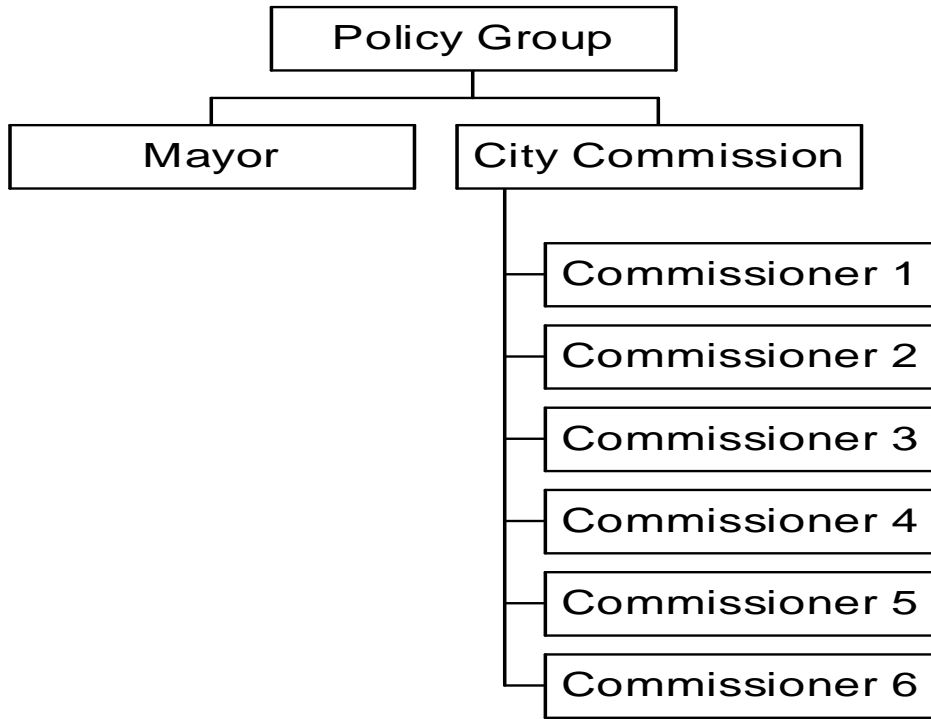 Policy Group
Mayor
City Commission
Commissioner 1
Commissioner 2
Commissioner 3
Commissioner 4
Commissioner 5
Commissioner 6